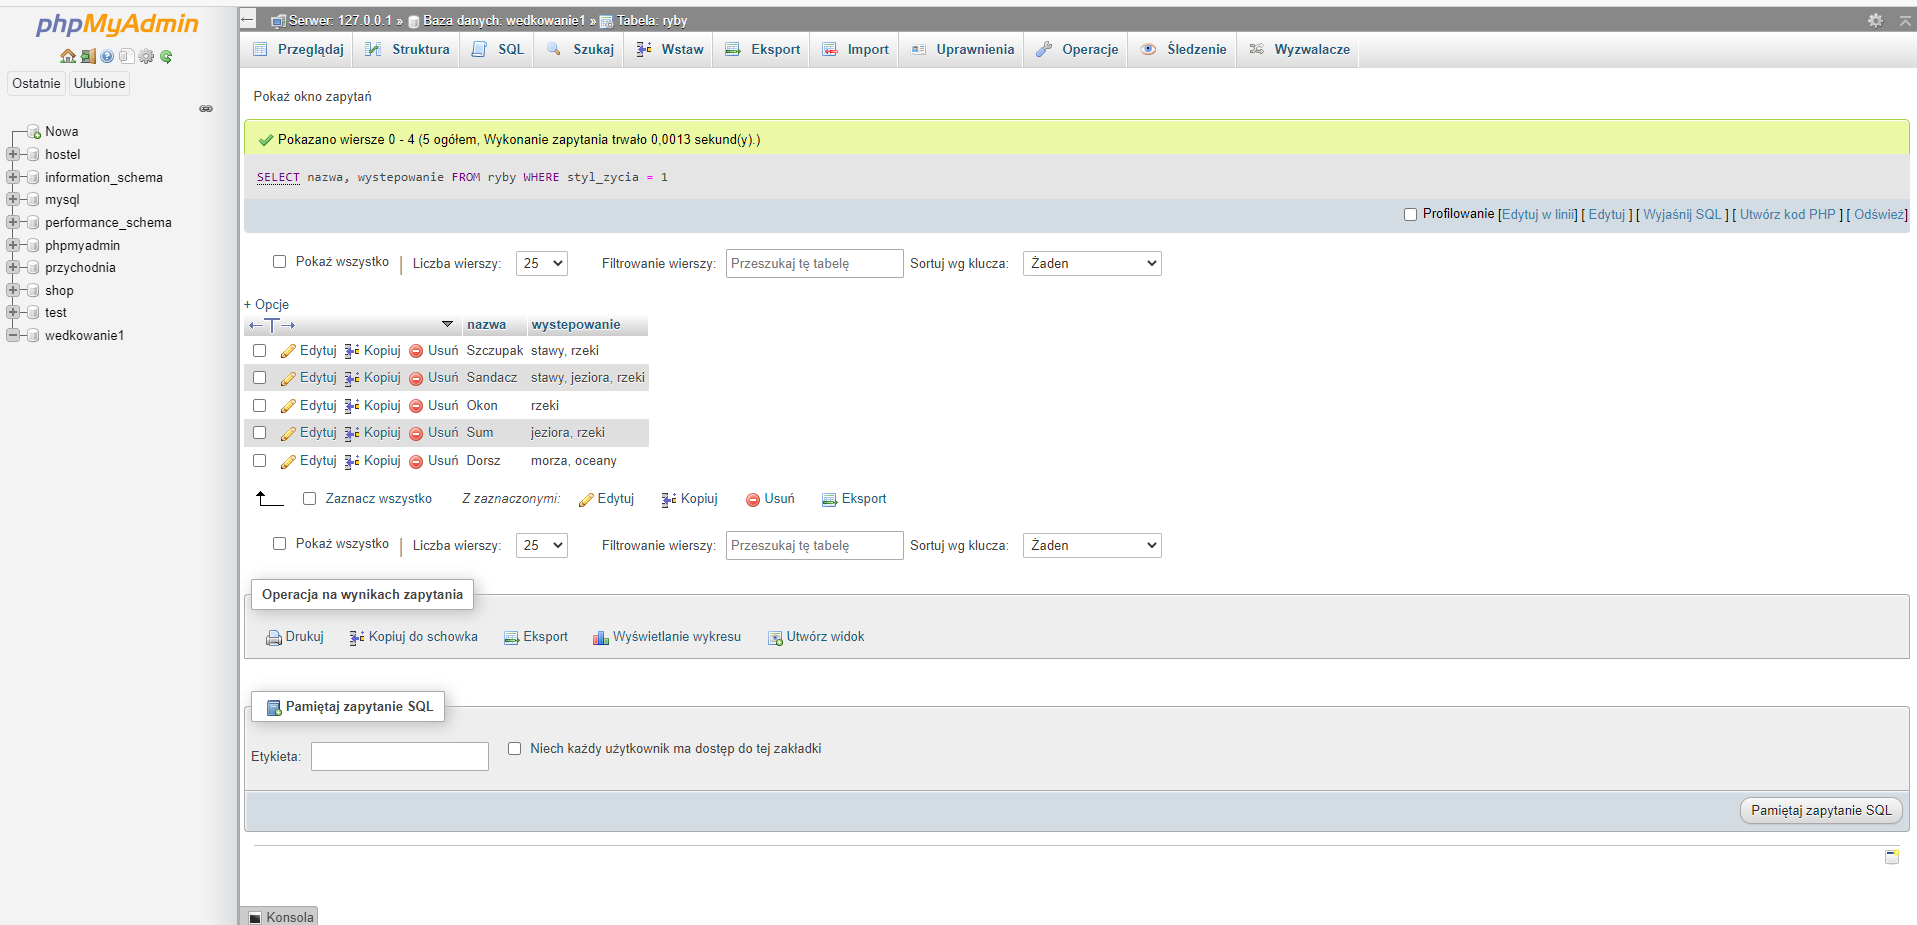 phpMyAdmin
Ostatnie Ulubione
Nowa
hostel
information_schema
mysql
performance_schema
phpmyadmin
przychodnia
shop
test
wedkowanie1
Serwer: 127.0.0.1 » Baza danych: wedkowanie1 » Tabela: ryby
Przeglądaj Struktura SQL Szukaj Wstaw Eksport Import Uprawnienia Operacje Śledzenie Wyzwalacze
Pokaż okno zapytań
Pokazano wiersze 0 - 4 (5 ogółem, Wykonanie zapytania trwało 0,0013 sekund(y).)
SELECT nazwa, wystepowanie FROM ryby WHERE styl_zycia = 1
Profilowanie [Edytuj w linii] [ Edytuj ] [ Wyjaśnij SQL ] [ Utwórz kod PHP ] [ Odśwież]
Pokaż wszystko | Liczba wierszy: 25 Filtrowanie wierszy: Przeszukaj tę tabelę Sortuj wg klucza: Żaden
+ Opcje
←T→ nazwa wystepowanie
Edytuj Kopiuj Usuń Szczupak stawy, rzeki
Edytuj Kopiuj Usuń Sandacz stawy, jeziora, rzeki
Edytuj Kopiuj Usuń Okon rzeki
Edytuj Kopiuj Usuń Sum jeziora, rzeki
Edytuj Kopiuj Usuń Dorsz morza, oceany
Zaznacz wszystko Z zaznaczonymi: Edytuj Kopiuj Usuń Eksport
Pokaż wszystko | Liczba wierszy: 25 Filtrowanie wierszy: Przeszukaj tę tabelę Sortuj wg klucza: Żaden
Operacja na wynikach zapytania
Drukuj Kopiuj do schowka Eksport Wyświetlanie wykresu Utwórz widok
Pamiętaj zapytanie SQL
Etykieta: Niech każdy użytkownik ma dostęp do tej zakładki
Pamiętaj zapytanie SQL
Konsola